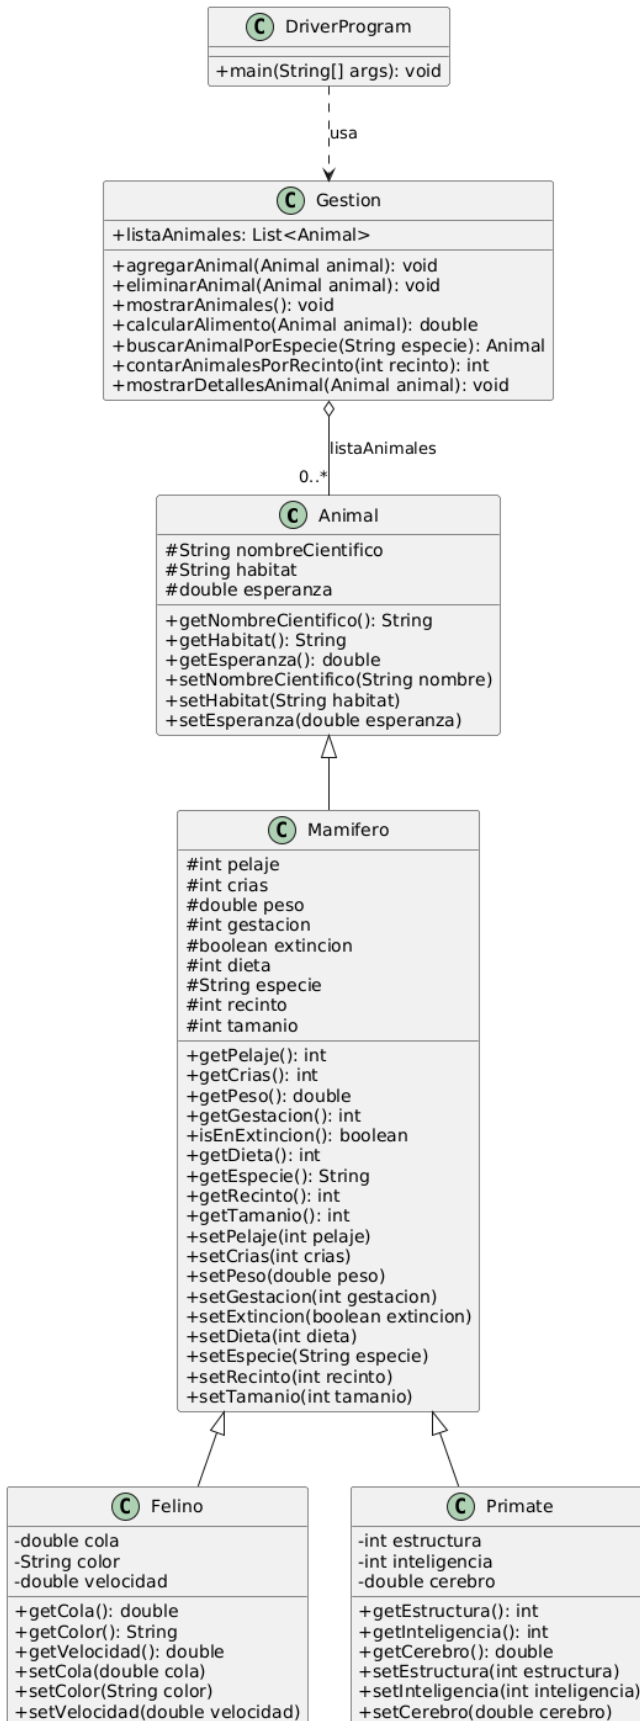 C DriverProgram
+main(String[] args): void
usa
C Gestion
+listaAnimales: List<Animal>
+agregarAnimal(Animal animal): void
+eliminarAnimal(Animal animal): void
+mostrarAnimales(): void
+calcularAlimento(Animal animal): double
+buscarAnimalPorEspecie(String especie): Animal
+contarAnimalesPorRecinto(int recinto): int
+mostrarDetallesAnimal(Animal animal): void
listaAnimales
0..*
C Animal
#String nombreCientifico
#String habitat
#double esperanza
+getNombreCientifico(): String
+getHabitat(): String
+getEsperanza(): double
+setNombreCientifico(String nombre)
+setHabitat(String habitat)
+setEsperanza(double esperanza)
C Mamifero
#int pelaje
#int crias
#double peso
#int gestacion
#boolean extincion
#int dieta
#String especie
#int recinto
#int tamanio
+getPelaje(): int
+getCrias(): int
+getPeso(): double
+getGestacion(): int
+isEnExtincion(): boolean
+getDieta(): int
+getEspecie(): String
+getRecinto(): int
+getTamanio(): int
+setPelaje(int pelaje)
+setCrias(int crias)
+setPeso(double peso)
+setGestacion(int gestacion)
+setExtincion(boolean extincion)
+setDieta(int dieta)
+setEspecie(String especie)
+setRecinto(int recinto)
+setTamanio(int tamanio)
C Felino
-double cola
-String color
-double velocidad
+getCola(): double
+getColor(): String
+getVelocidad(): double
+setCola(double cola)
+setColor(String color)
+setVelocidad(double velocidad)
C Primate
-int estructura
-int inteligencia
-double cerebro
+getEstructura(): int
+getInteligencia(): int
+getCerebro(): double
+setEstructura(int estructura)
+setInteligencia(int inteligencia)
+setCerebro(double cerebro)